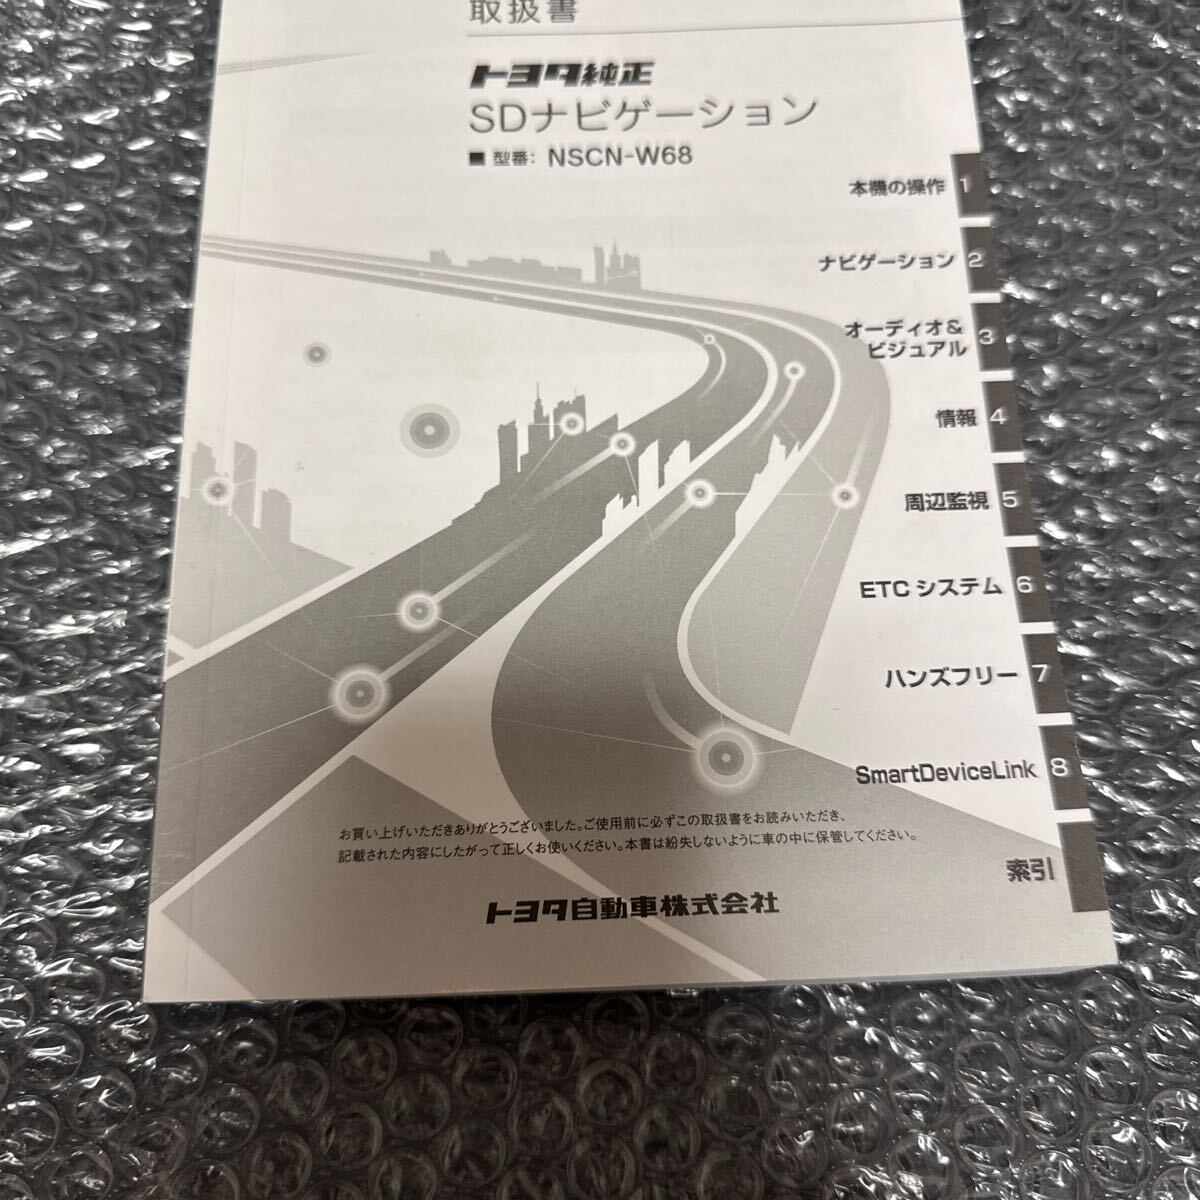 取扱書
トヨタ純正
SDナビゲーション
■ 型番: NSCN-W68
本機の操作 1
ナビゲーション 2
オーディオ&
ビジュアル 3
情報 4
周辺監視 5
ETC システム 6
ハンズフリー 7
SmartDeviceLink 8
索引
お買い上げいただきありがとうございました。ご使用前に必ずこの取扱書をお読みいただき、
記載された内容にしたがって正しくお使いください。本書は紛失しないように車の中に保管してください。
トヨタ自動車株式会社